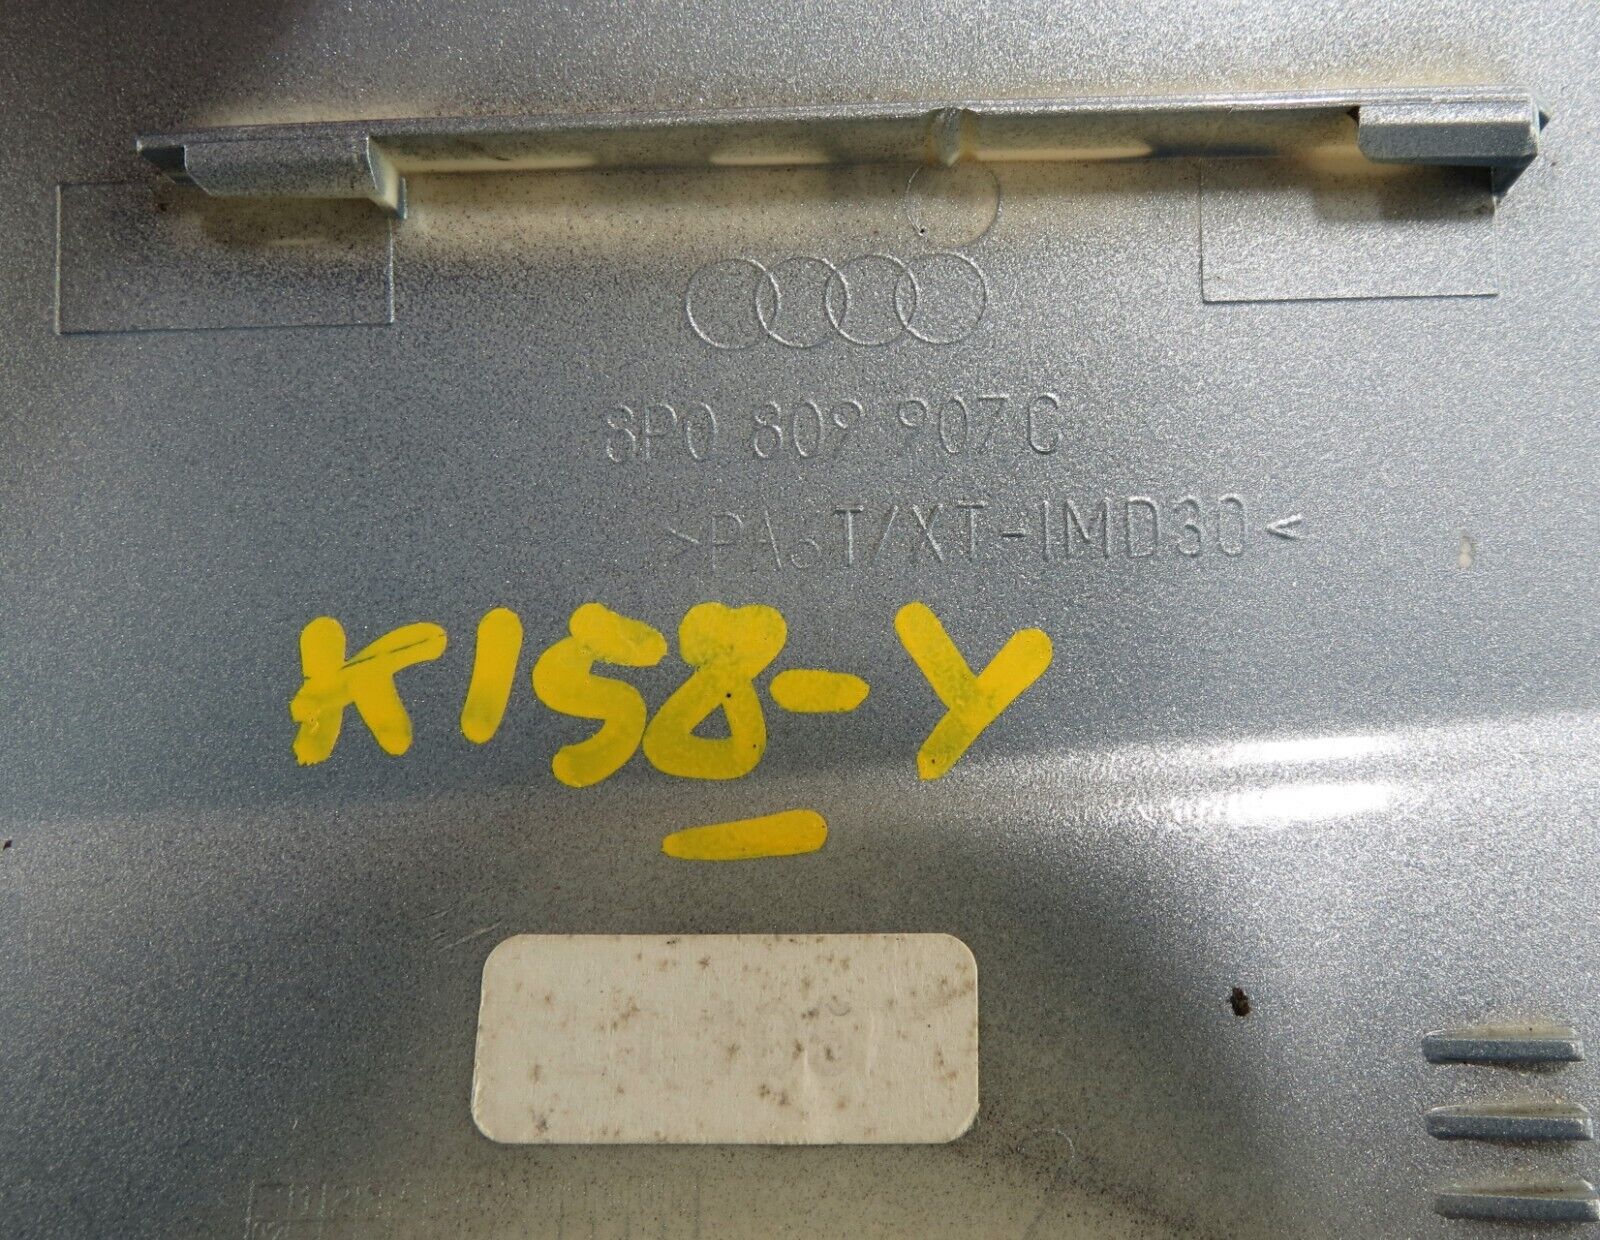 8P0 809 907 C
>PA6T/XT-IMD30<
K158-Y